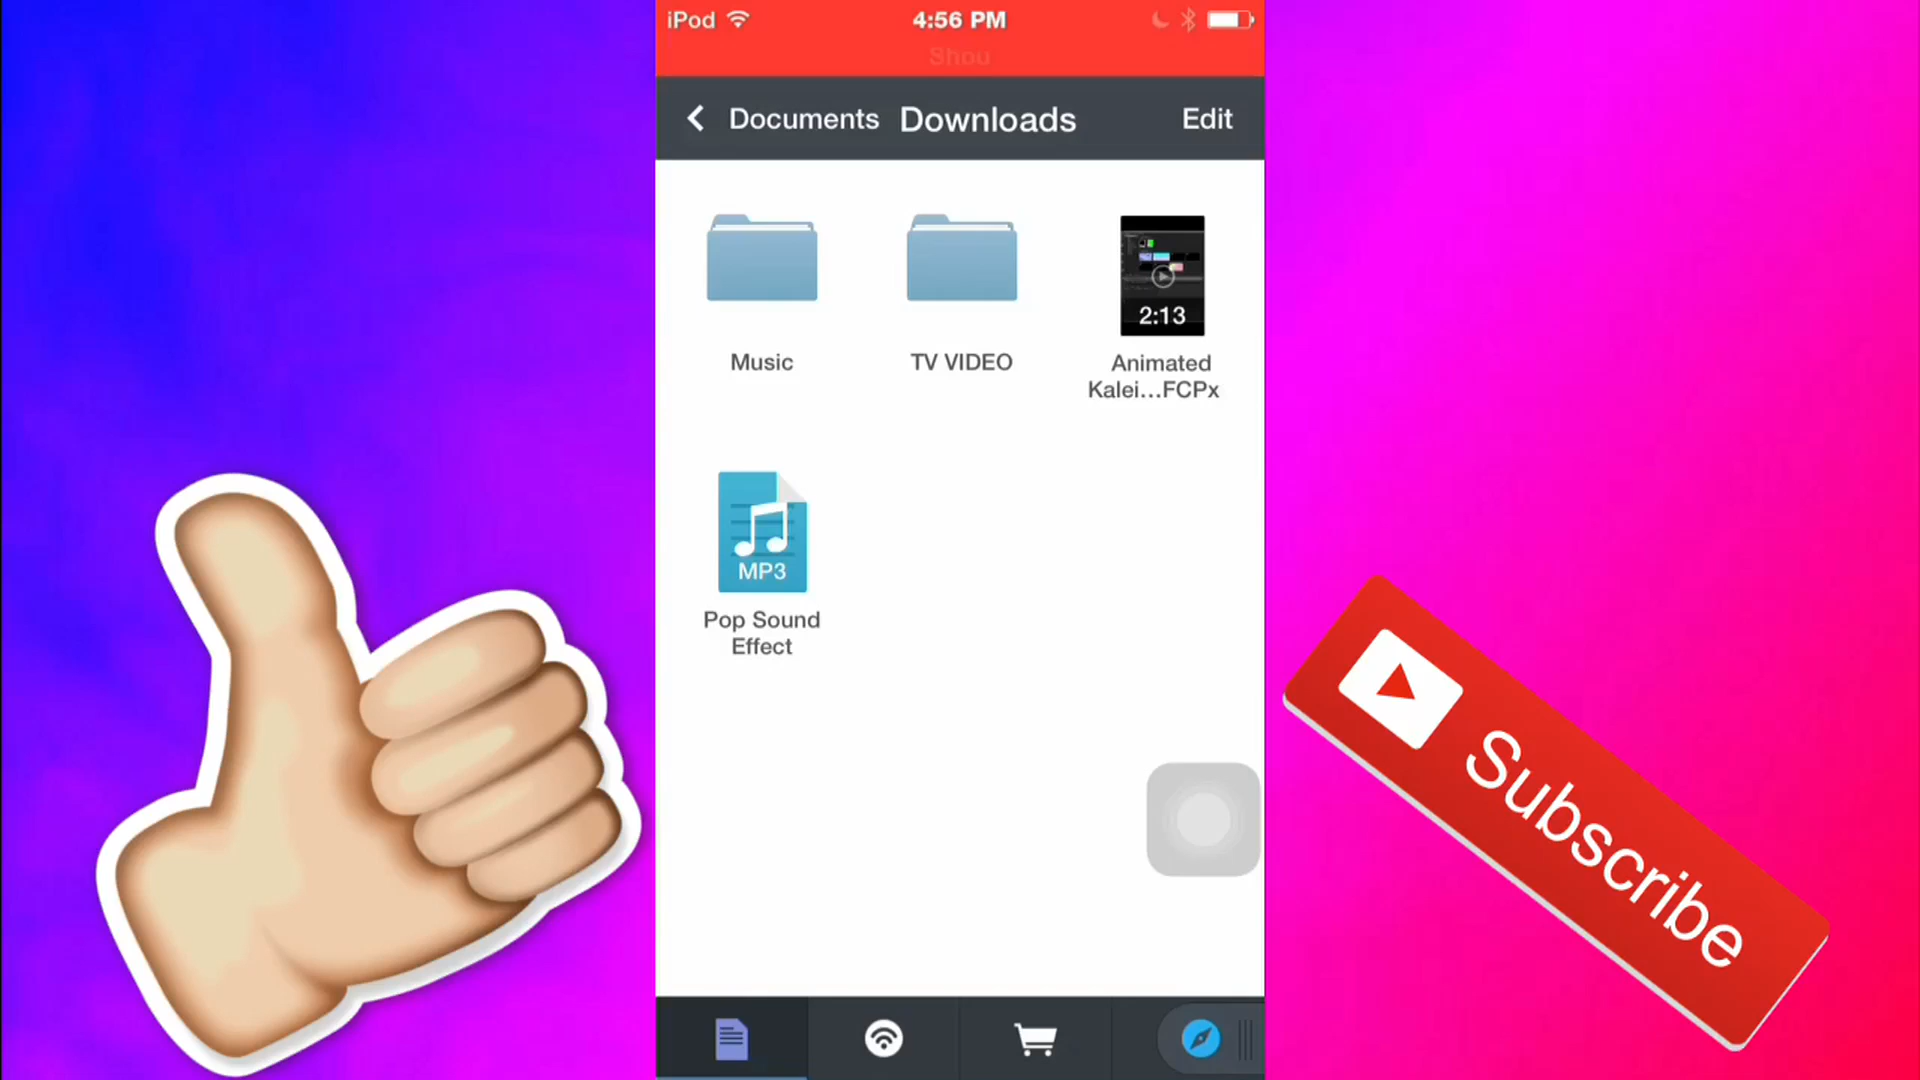 iPod 4:56 PM
Shou
Documents Downloads Edit
2:13
Music TV VIDEO Animated
Kalei...FCPx
MP3
Pop Sound
Effect
Subscribe